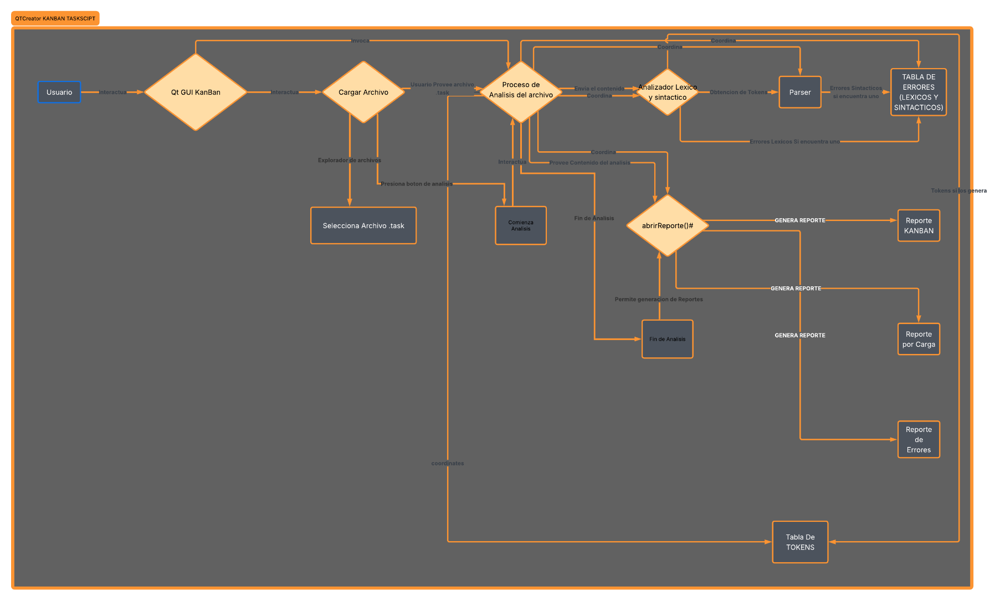 QTCreator KANBAN TASKSCIPT
Invoca
Coordina
Coordina
Usuario
Interactua
Qt GUI KanBan
Interactua
Cargar Archivo
Usuario Provee archivo
.task
Proceso de
Analisis del archivo
Envia el contenido
Coordina
Analizador Lexico
y sintactico
Obtencion de Tokens
Parser
Errores Sintacticos
si encuentra uno
TABLA DE
ERRORES
(LEXICOS Y
SINTACTICOS)
Errores Lexicos Si encuentra uno
Coordina
Explorador de archivos
Interactua
Provee Contenido del analisis
Presiona boton de analisis
Tokens si los genera
Selecciona Archivo .task
Comienza
Analisis
Fin de Analisis
abrirReporte()#
GENERA REPORTE
Reporte
KANBAN
GENERA REPORTE
Permite generacion de Reportes
Fin de Analisis
GENERA REPORTE
Reporte
por Carga
Reporte
de
Errores
coordinates
Tabla De
TOKENS